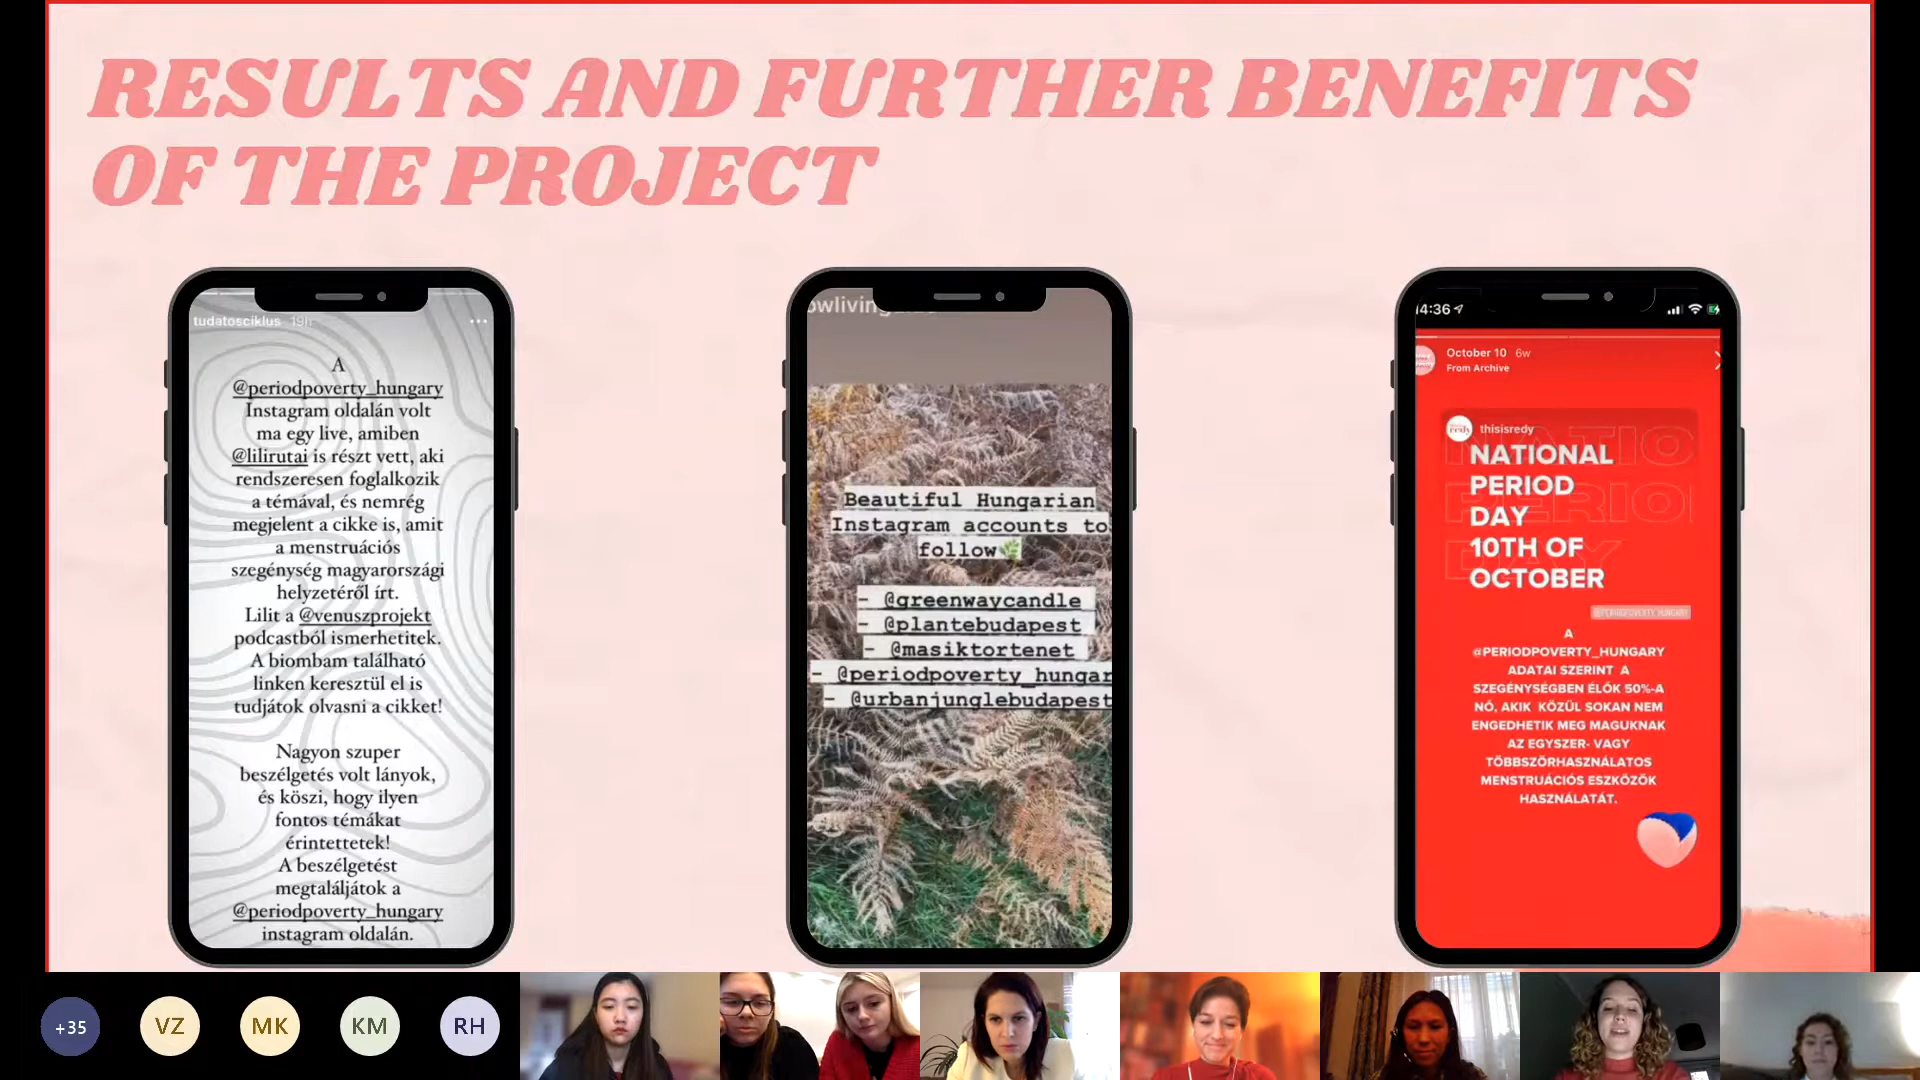 RESULTS AND FURTHER BENEFITS
OF THE PROJECT
tudatosciklus 19h
A
@periodpoverty_hungary
Instagram oldalán volt
ma egy live, amiben
@lilirutai is részt vett, aki
rendszeresen foglalkozik
a témával, és nemrég
megjelent a cikke is, amit
a menstruációs
szegénység magyarországi
helyzetéről írt.
Lilit a @venuszprojekt
podcastból ismerhetitek.
A biombam található
linken keresztül el is
tudjátok olvasni a cikket!
Nagyon szuper
beszélgetés volt lányok,
és köszi, hogy ilyen
fontos témákat
érintettetek!
A beszélgetést
megtaláljátok a
@periodpoverty_hungary
instagram oldalán.
Beautiful Hungarian
Instagram accounts to
follow
- @greenwaycandle
- @plantebudapest
- @masiktortenet
- @periodpoverty_hungar
- @urbanjunglebudapest
4:36
October 10 6w
From Archive
redy thisisredy
NATIONAL
PERIOD
DAY
10TH OF
OCTOBER
@PERIODPOVERTY_HUNGARY
A
@PERIODPOVERTY_HUNGARY
ADATAI SZERINT A
SZEGÉNYSÉGBEN ÉLŐK 50%-A
NŐ, AKIK KÖZÜL SOKAN NEM
ENGEDHETIK MEG MAGUKNAK
AZ EGYSZER- VAGY
TÖBBSZÖRHASZNÁLATOS
MENSTRUÁCIÓS ESZKÖZÖK
HASZNÁLATÁT.
+35 VZ MK KM RH